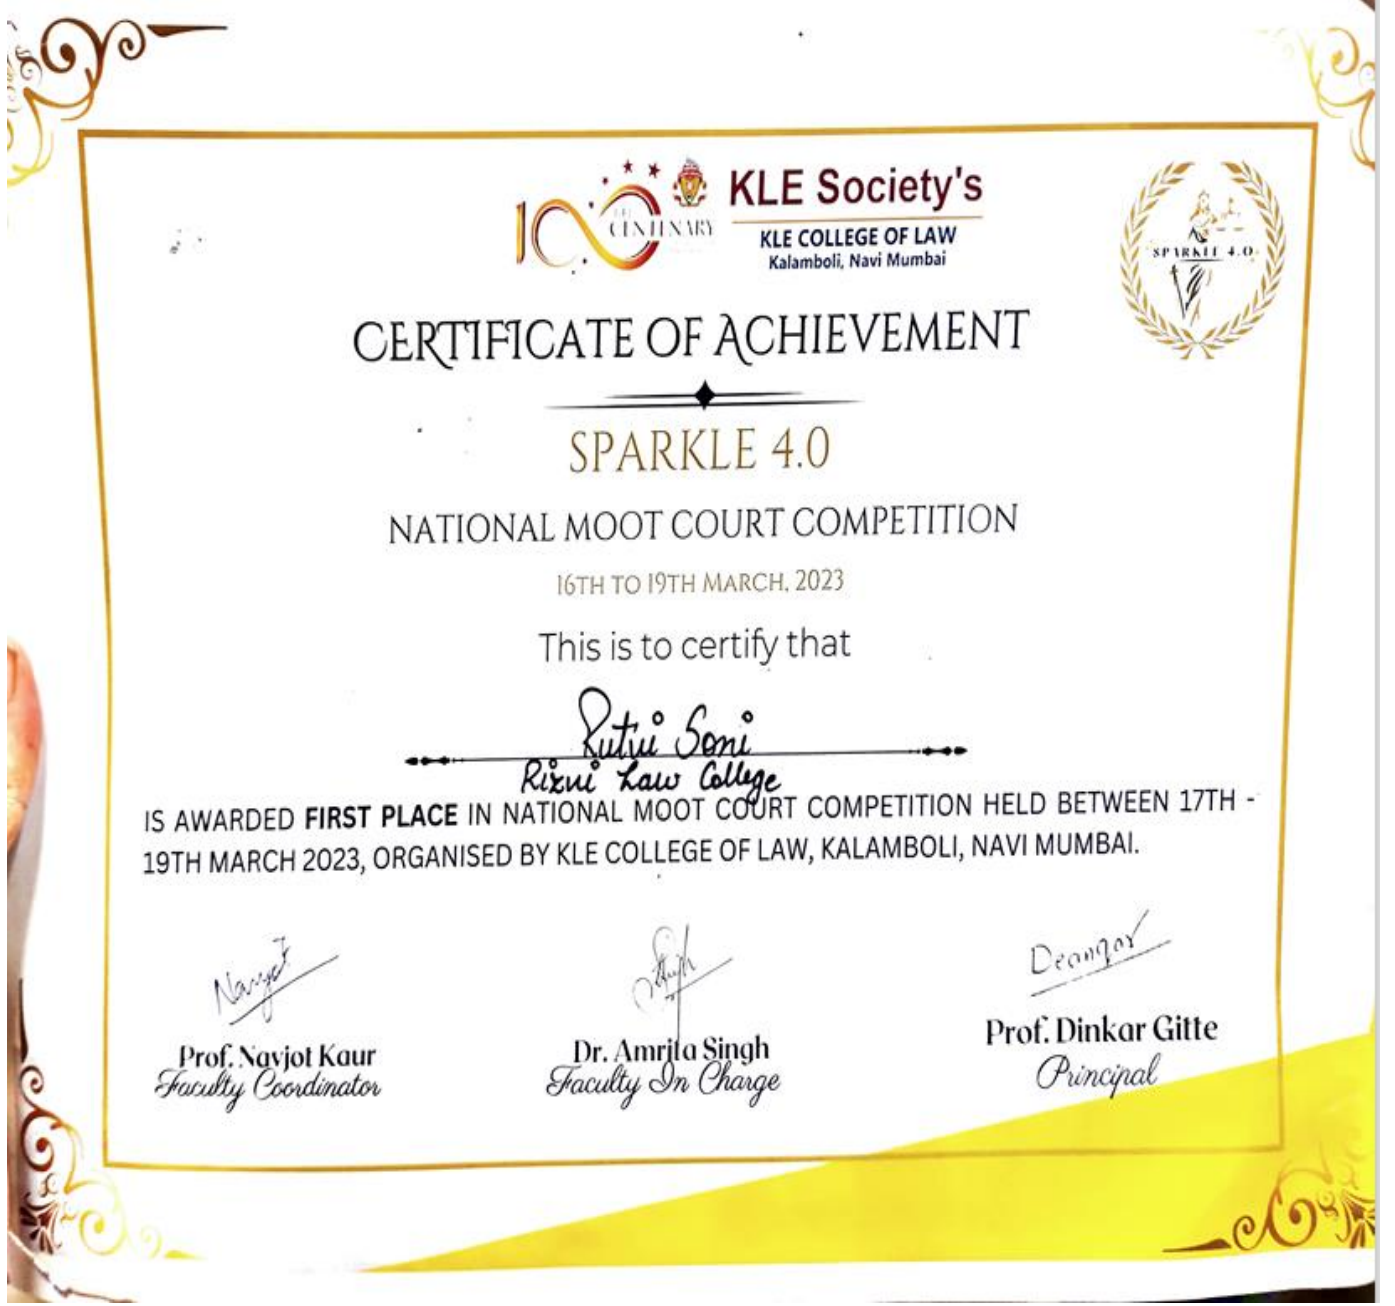 100
CENTENARY
KLE Society's
KLE COLLEGE OF LAW
Kalamboli, Navi Mumbai
SPARKLE 4.0
CERTIFICATE OF ACHIEVEMENT
SPARKLE 4.0
NATIONAL MOOT COURT COMPETITION
16TH TO 19TH MARCH, 2023
This is to certify that
Rutvi Soni
Rizvi Law College
IS AWARDED FIRST PLACE IN NATIONAL MOOT COURT COMPETITION HELD BETWEEN 17TH -
19TH MARCH 2023, ORGANISED BY KLE COLLEGE OF LAW, KALAMBOLI, NAVI MUMBAI.
Navjot
Prof. Navjot Kaur
Faculty Coordinator
Dr. Amrita Singh
Faculty In Charge
Prof. Dinkar Gitte
Principal